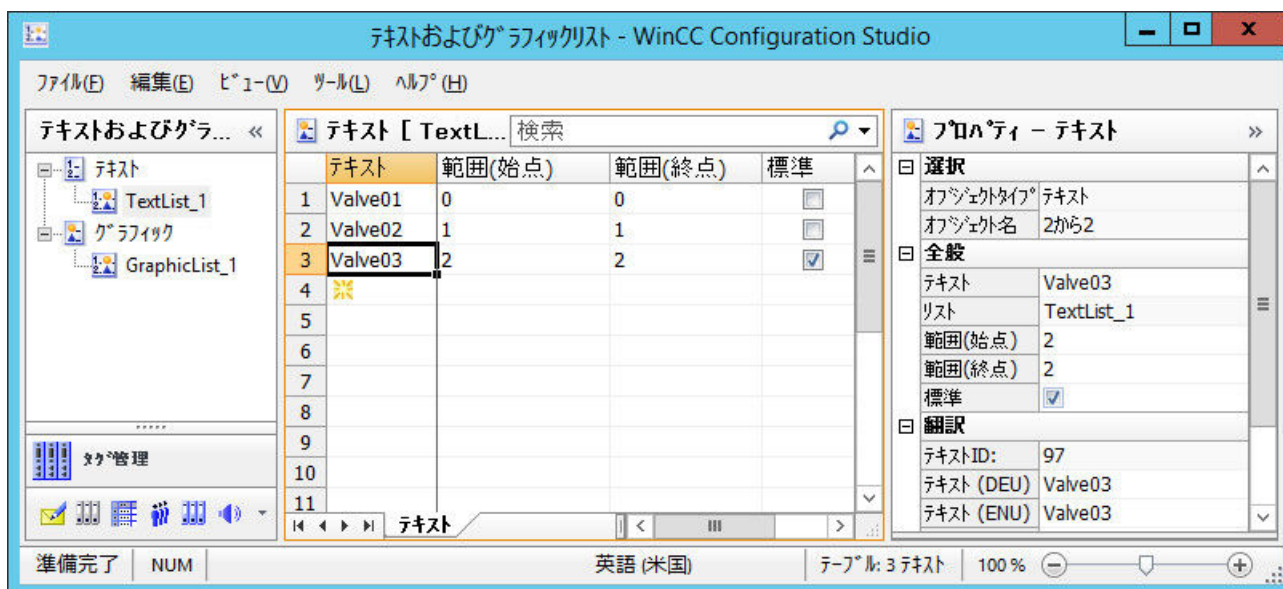 テキストおよびグラフィックリスト - WinCC Configuration Studio
ファイル(F) 編集(E) ビュー(V) ツール(L) ヘルプ(H)
テキストおよびグラ... «
テキスト
TextList_1
グラフィック
GraphicList_1
タグ管理
テキスト [ TextL... 検索
テキスト 範囲(始点) 範囲(終点) 標準
1 Valve01 0 0
2 Valve02 1 1
3 Valve03 2 2
4
5
6
7
8
9
10
11
テキスト
プロパティ - テキスト »
選択
オブジェクトタイプ テキスト
オブジェクト名 2から2
全般
テキスト Valve03
リスト TextList_1
範囲(始点) 2
範囲(終点) 2
標準
翻訳
テキストID: 97
テキスト (DEU) Valve03
テキスト (ENU) Valve03
準備完了 NUM 英語 (米国) テーブル: 3 テキスト 100 %